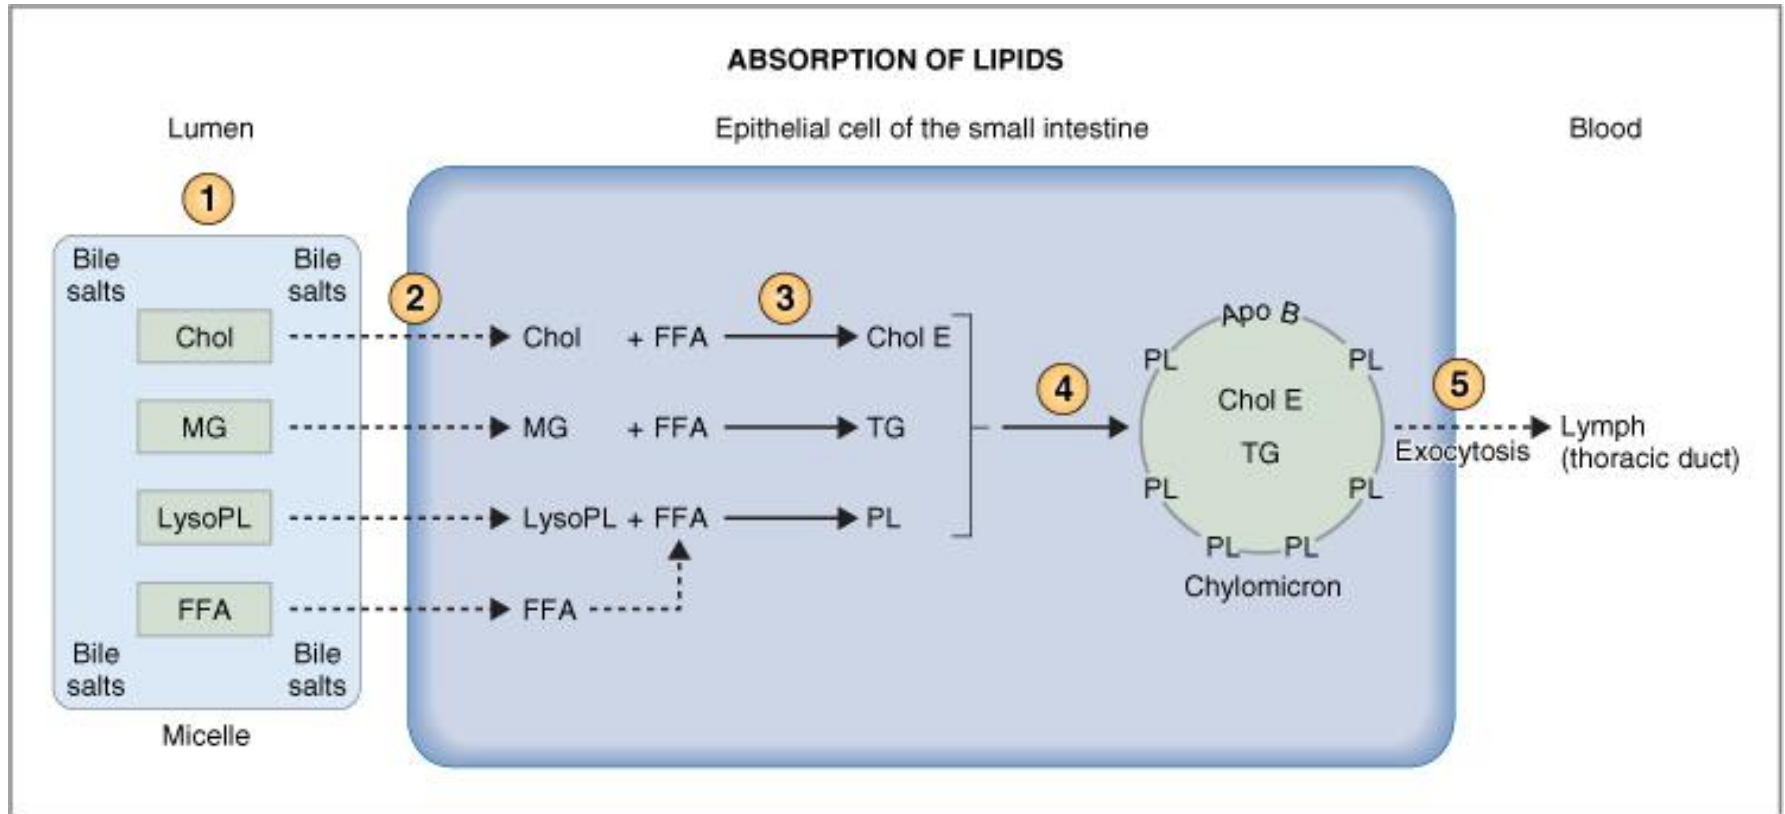 ABSORPTION OF LIPIDS
Lumen
Epithelial cell of the small intestine
Blood
1
Bile salts
Bile salts
2
3
Chol
Chol + FFA
Chol E
MG
MG + FFA
TG
LysoPL
LysoPL + FFA
PL
FFA
FFA
Bile salts
Bile salts
Micelle
4
Apo B
PL
PL
Chol E
TG
PL
PL
PL
PL
Chylomicron
5
Exocytosis
Lymph
(thoracic duct)